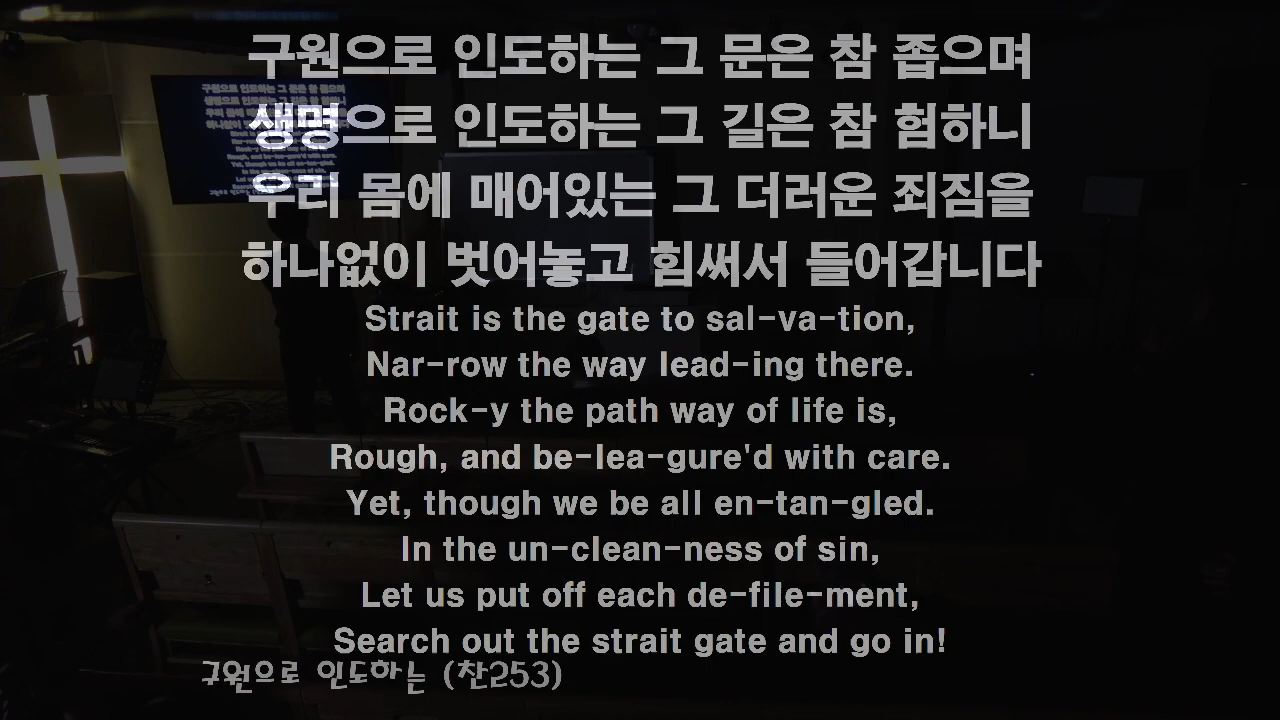 구원으로 인도하는 그 문은 참 좁으며
생명으로 인도하는 그 길은 참 험하니
우리 몸에 매어있는 그 더러운 죄짐을
하나없이 벗어놓고 힘써서 들어갑니다
Strait is the gate to sal-va-tion,
Nar-row the way lead-ing there.
Rock-y the path way of life is,
Rough, and be-lea-gure'd with care.
Yet, though we be all en-tan-gled.
In the un-clean-ness of sin,
Let us put off each de-file-ment,
Search out the strait gate and go in!
구원으로 인도하는 (찬253)